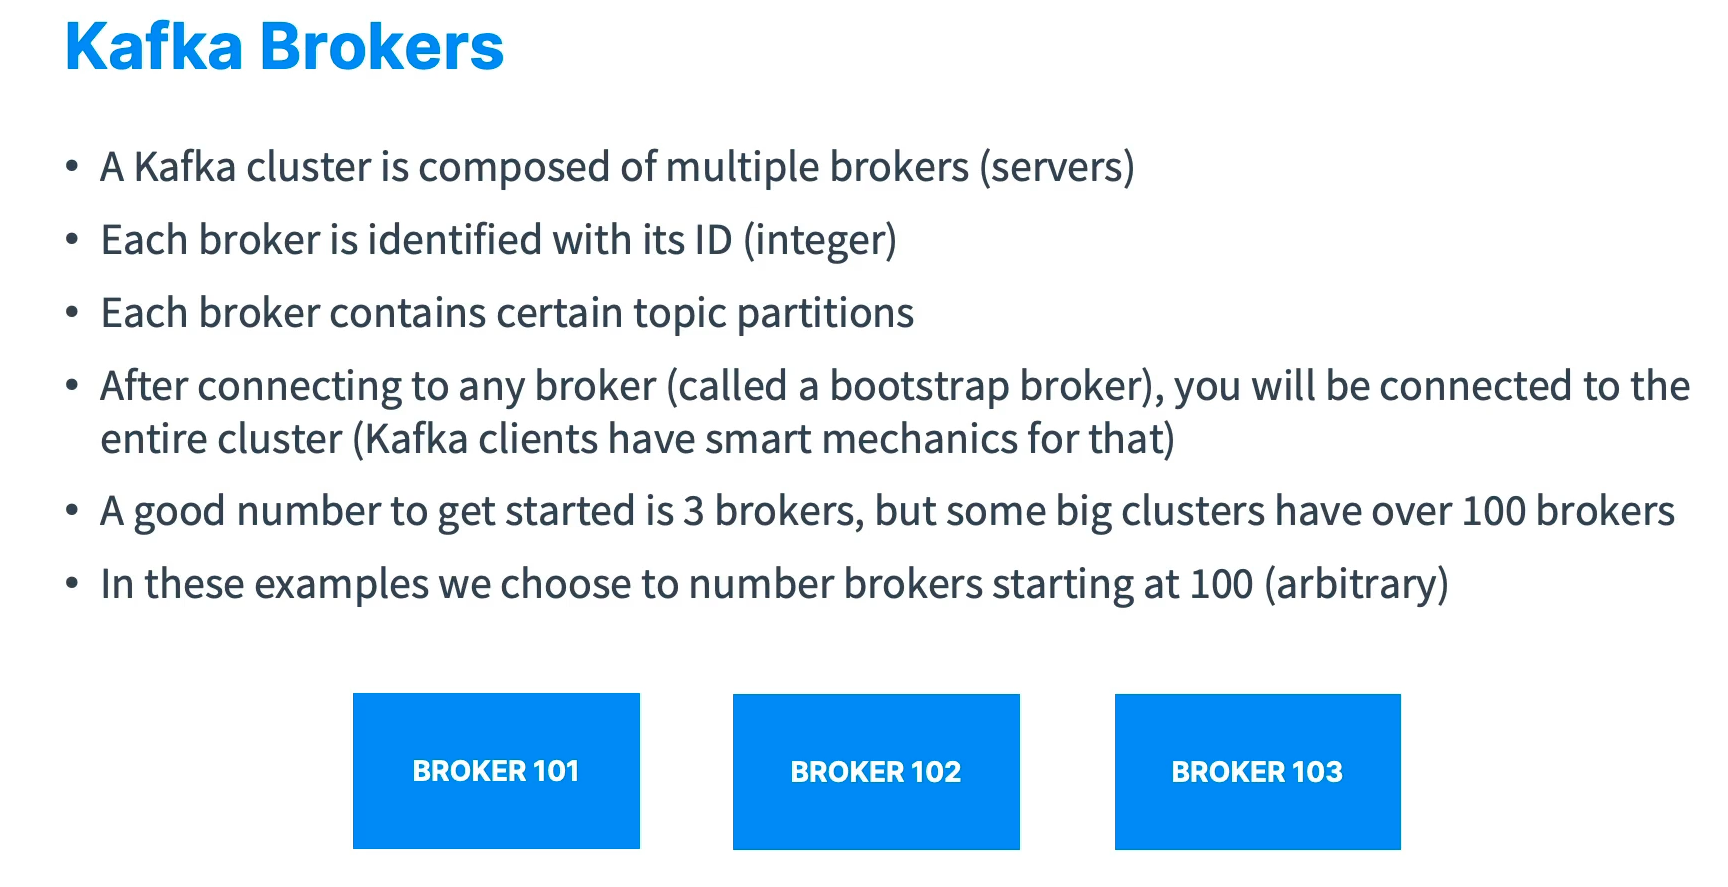 Kafka Brokers
• A Kafka cluster is composed of multiple brokers (servers)
• Each broker is identified with its ID (integer)
• Each broker contains certain topic partitions
• After connecting to any broker (called a bootstrap broker), you will be connected to the
entire cluster (Kafka clients have smart mechanics for that)
• A good number to get started is 3 brokers, but some big clusters have over 100 brokers
• In these examples we choose to number brokers starting at 100 (arbitrary)
BROKER 101
BROKER 102
BROKER 103